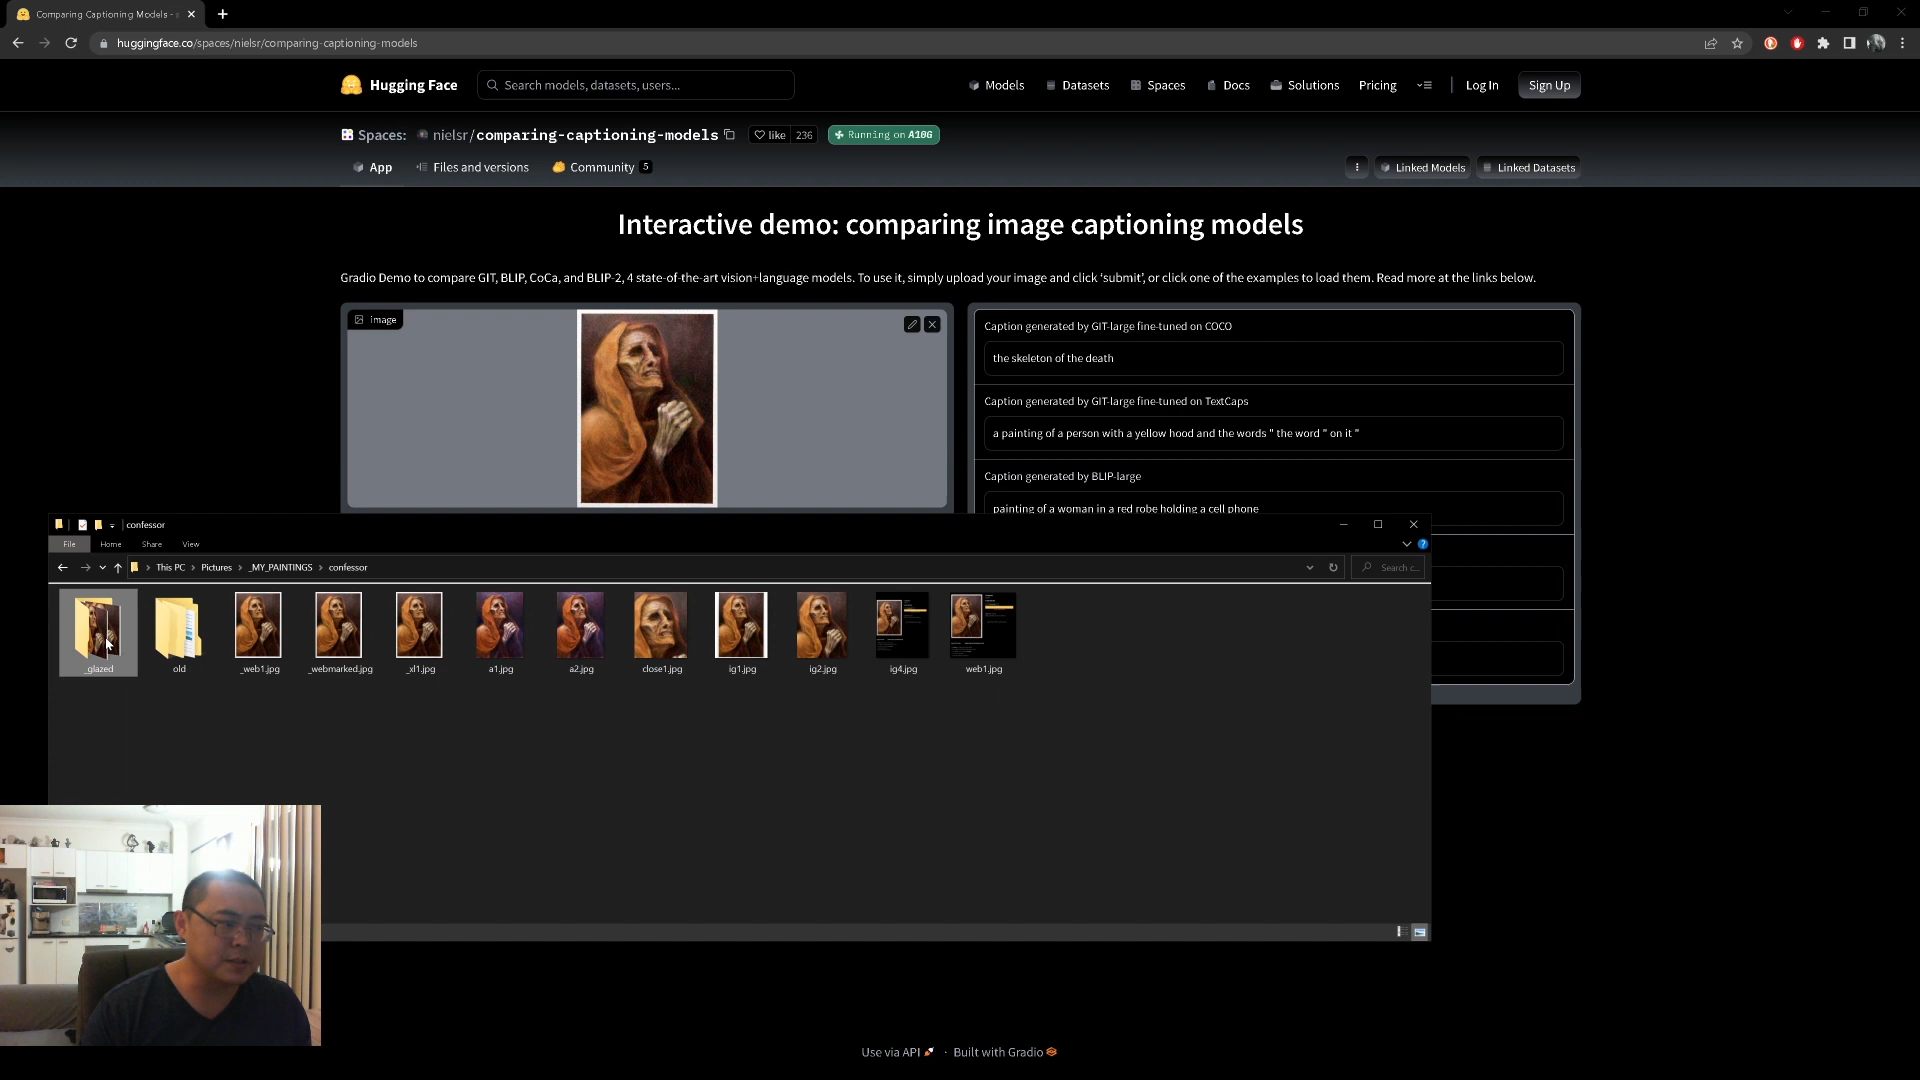 Comparing Captioning Models -
huggingface.co/spaces/nielsr/comparing-captioning-models
Hugging Face
Search models, datasets, users...
Models
Datasets
Spaces
Docs
Solutions
Pricing
Log In
Sign Up
Spaces:
nielsr/comparing-captioning-models
like 236
Running on A10G
App
Files and versions
Community 5
Linked Models
Linked Datasets
Interactive demo: comparing image captioning models
Gradio Demo to compare GIT, BLIP, CoCa, and BLIP-2, 4 state-of-the-art vision+language models. To use it, simply upload your image and click ‘submit’, or click one of the examples to load them. Read more at the links below.
image
Caption generated by GIT-large fine-tuned on COCO
the skeleton of the death
Caption generated by GIT-large fine-tuned on TextCaps
a painting of a person with a yellow hood and the words " the word " on it "
Caption generated by BLIP-large
painting of a woman in a red robe holding a cell phone
confessor
File
Home
Share
View
This PC
Pictures
_MY_PAINTINGS
confessor
Search c...
_glazed
old
_web1.jpg
_webmarked.jpg
_xl1.jpg
a1.jpg
a2.jpg
close1.jpg
ig1.jpg
ig2.jpg
ig4.jpg
web1.jpg
Use via API
·
Built with Gradio